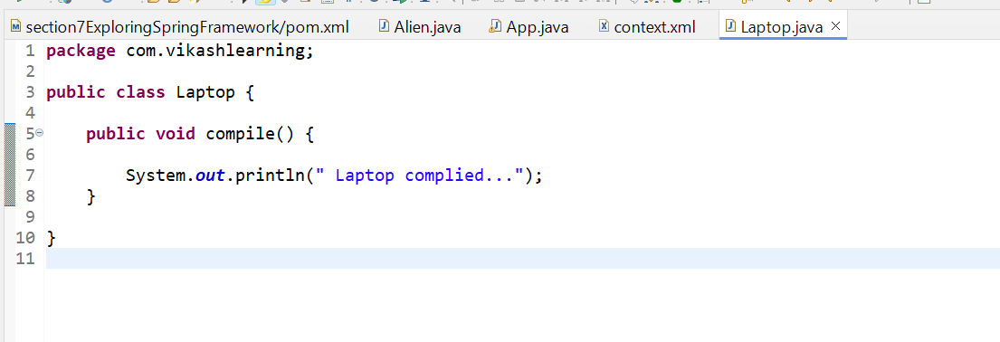 section7ExploringSpringFramework/pom.xml Alien.java App.java context.xml Laptop.java
1 package com.vikashlearning;
2
3 public class Laptop {
4
5 public void compile() {
6
7 System.out.println(" Laptop complied...");
8 }
9
10 }
11